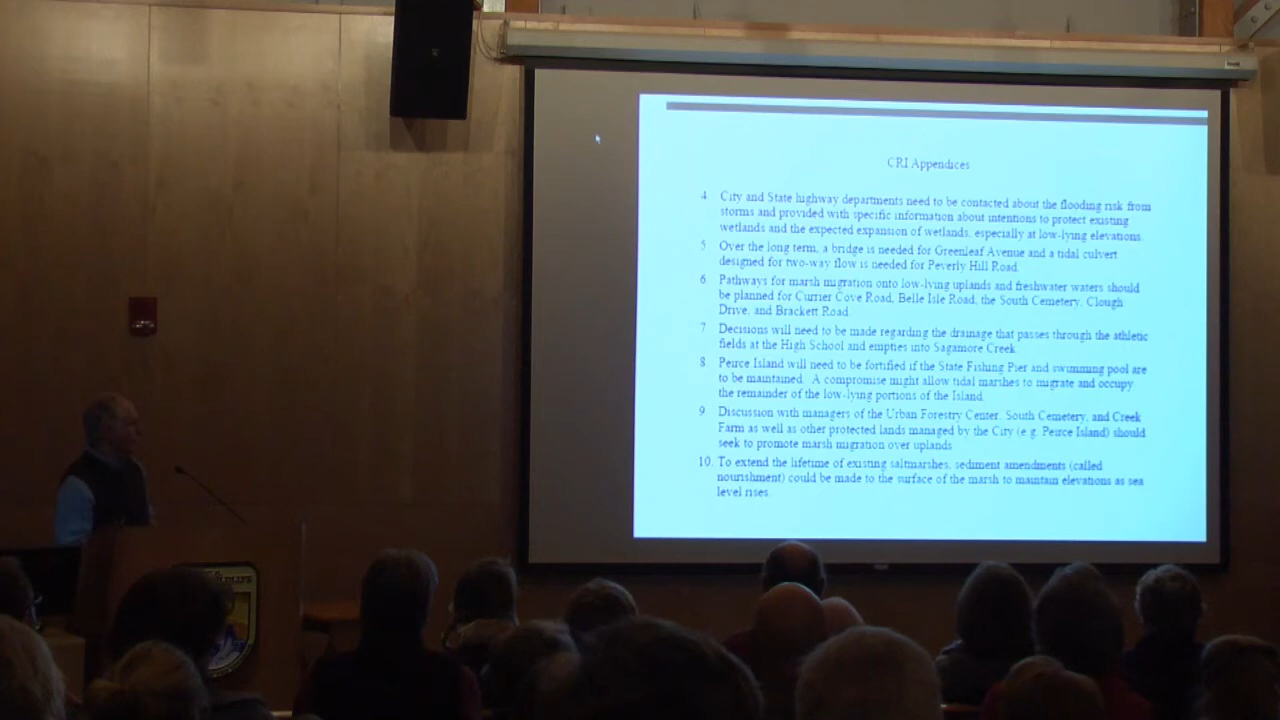 CRI Appendices
4. City and State highway departments need to be contacted about the flooding risk from
storms and provided with specific information about intentions to protect existing
wetlands and the expected expansion of wetlands, especially at low-lying elevations.
5 Over the long term, a bridge is needed for Greenleaf Avenue and a tidal culvert
designed for two-way flow is needed for Peverly Hill Road.
6 Pathways for marsh migration onto low-lying uplands and freshwater waters should
be planned for Currier Cove Road, Belle Isle Road, the South Cemetery, Clough
Drive, and Brackett Road.
7 Decisions will need to be made regarding the drainage that passes through the athletic
fields at the High School and empties into Sagamore Creek.
8 Peirce Island will need to be fortified if the State Fishing Pier and swimming pool are
to be maintained. A compromise might allow tidal marshes to migrate and occupy
the remainder of the low-lying portions of the Island.
9 Discussion with managers of the Urban Forestry Center, South Cemetery, and Creek
Farm as well as other protected lands managed by the City (e.g. Peirce Island) should
seek to promote marsh migration over uplands
10. To extend the lifetime of existing saltmarshes, sediment amendments (called
nourishment) could be made to the surface of the marsh to maintain elevations as sea
level rises.